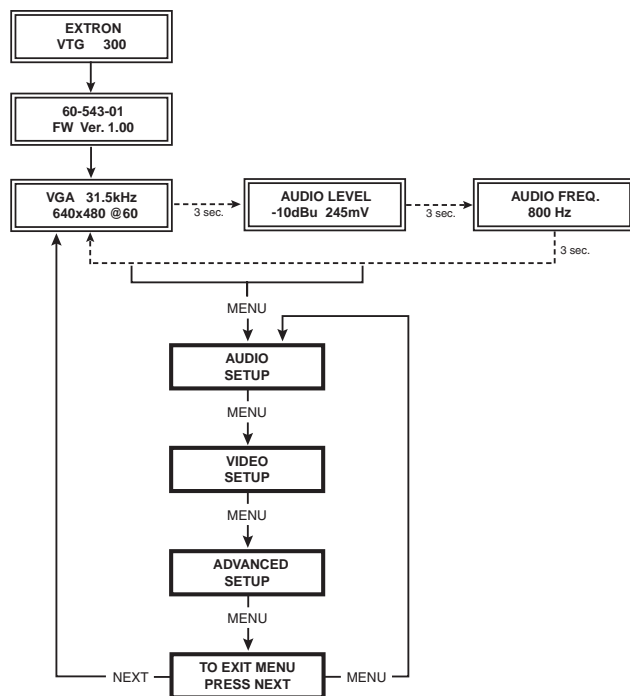 EXTRON
VTG 300
60-543-01
FW Ver. 1.00
VGA 31.5kHz
640x480 @60
3 sec.
AUDIO LEVEL
-10dBu 245mV
3 sec.
AUDIO FREQ.
800 Hz
3 sec.
MENU
AUDIO
SETUP
MENU
VIDEO
SETUP
MENU
ADVANCED
SETUP
MENU
NEXT
TO EXIT MENU
PRESS NEXT
MENU